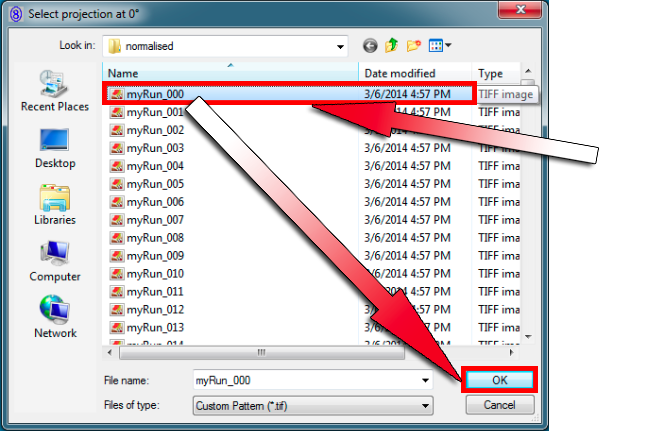 Select projection at 0°
Look in: normalised
Name Date modified Type
myRun_000 3/6/2014 4:57 PM TIFF image
myRun_001 3/6/2014 4:57 PM TIFF ima
myRun_002 3/6/2014 4:57 PM TIFF ima
myRun_003 3/6/2014 4:57 PM TIFF ima
myRun_004 3/6/2014 4:57 PM TIFF ima
myRun_005 3/6/2014 4:57 PM TIFF ima
myRun_006 3/6/2014 4:57 PM TIFF ima
myRun_007 3/6/2014 4:57 PM TIFF ima
myRun_008 3/6/2014 4:57 PM TIFF ima
myRun_009 3/6/2014 4:57 PM TIFF ima
myRun_010 3/6/2014 4:57 PM TIFF ima
myRun_011 3/6/2014 4:57 PM TIFF ima
myRun_012 3/6/2014 4:57 PM TIFF ima
myRun_013 3/6/2014 4:57 PM TIFF ima
myRun_014 3/6/2014 4:57 PM TIFF ima
Recent Places
Desktop
Libraries
Computer
Network
File name: myRun_000 OK
Files of type: Custom Pattern (*.tif) Cancel